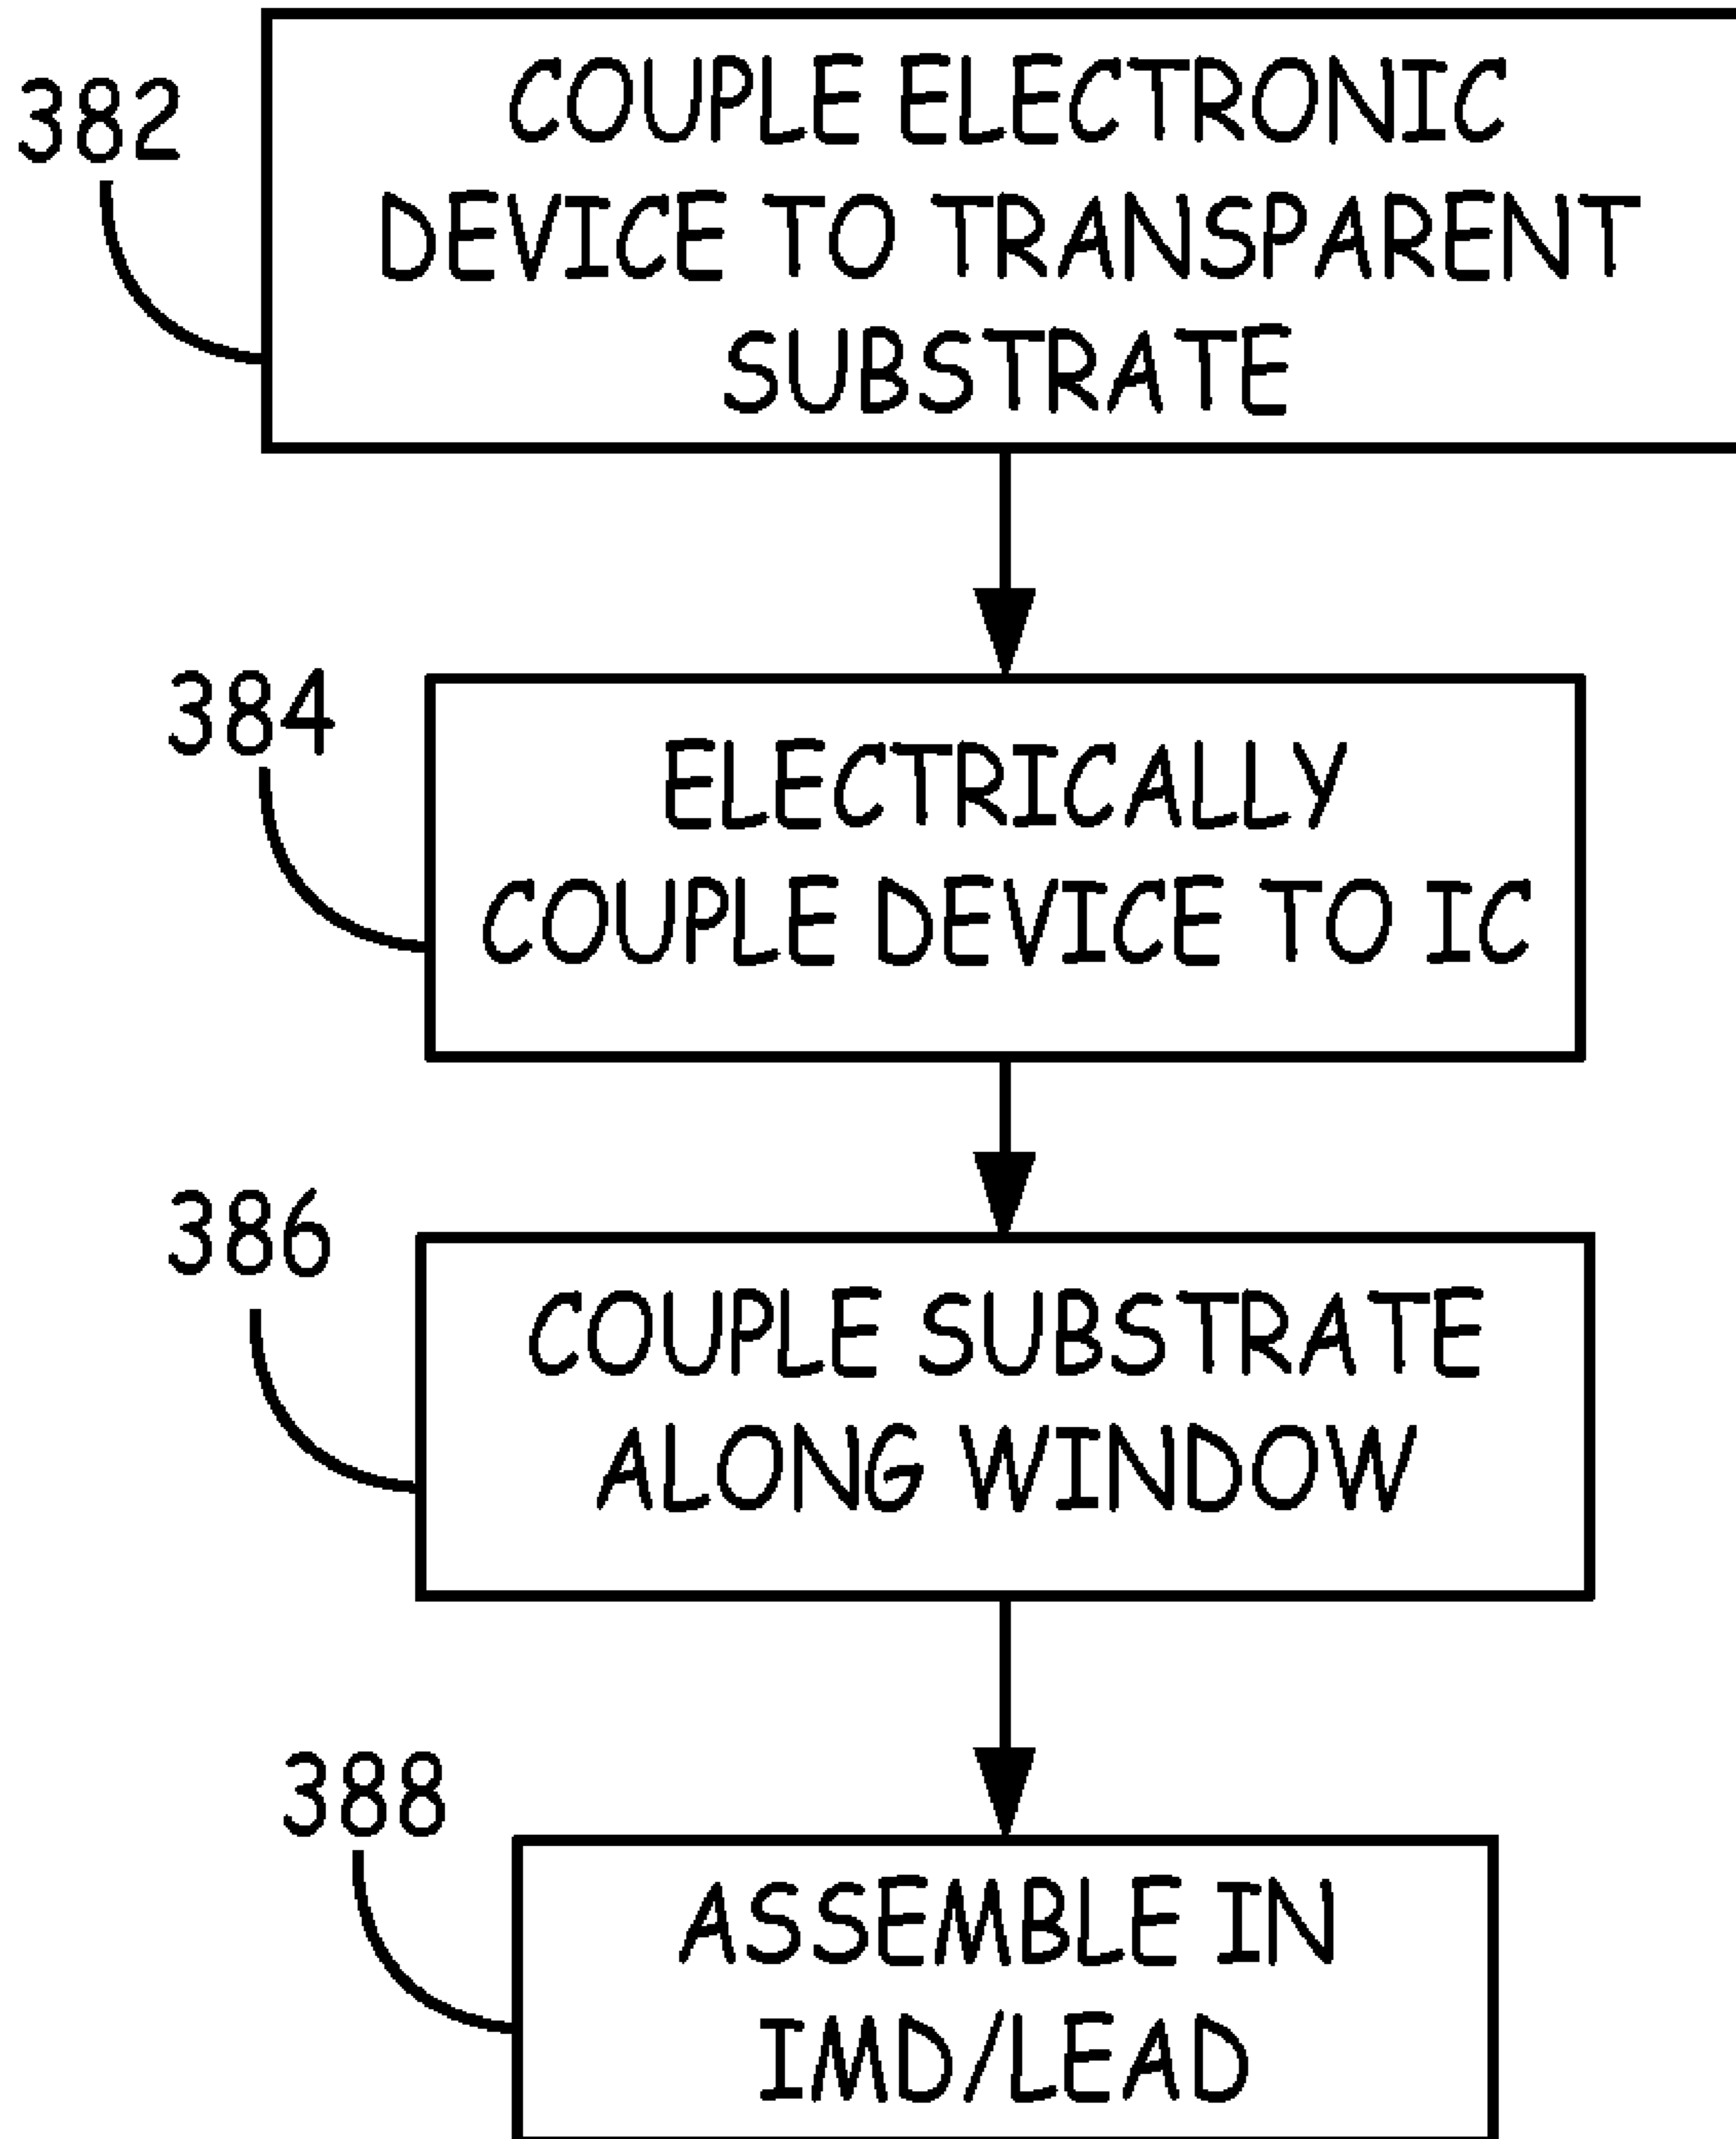 382
COUPLE ELECTRONIC
DEVICE TO TRANSPARENT
SUBSTRATE
384
ELECTRICALLY
COUPLE DEVICE TO IC
386
COUPLE SUBSTRATE
ALONG WINDOW
388
ASSEMBLE IN
IMD/LEAD